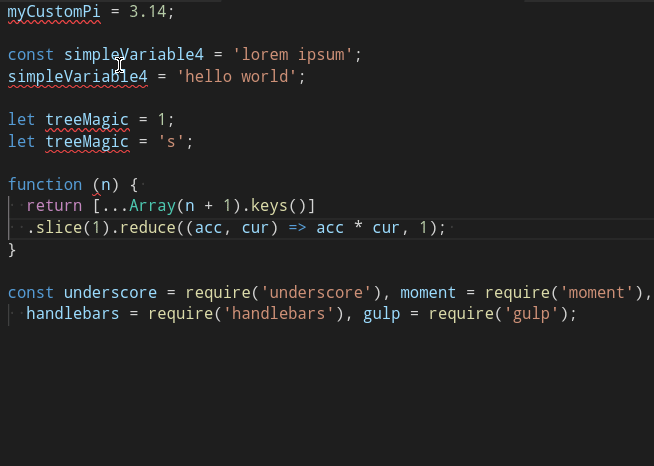 myCustomPi = 3.14;
const simpleVariable4 = 'lorem ipsum';
simpleVariable4 = 'hello world';
let treeMagic = 1;
let treeMagic = 's';
function (n) {
return [...Array(n + 1).keys()]
.slice(1).reduce((acc, cur) => acc * cur, 1);
}
const underscore = require('underscore'), moment = require('moment'),
handlebars = require('handlebars'), gulp = require('gulp');